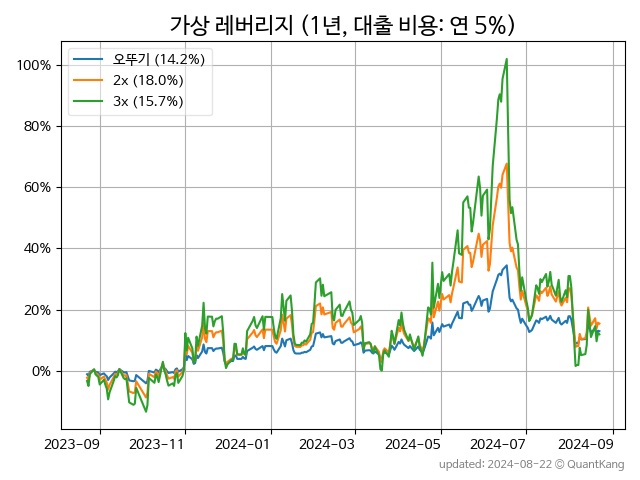 가상 레버리지 (1년, 대출 비용: 연 5%)
오뚜기 (14.2%)
2x (18.0%)
3x (15.7%)
100%
80%
60%
40%
20%
0%
2023-09 2023-11 2024-01 2024-03 2024-05 2024-07 2024-09
updated: 2024-08-22 © QuantKang